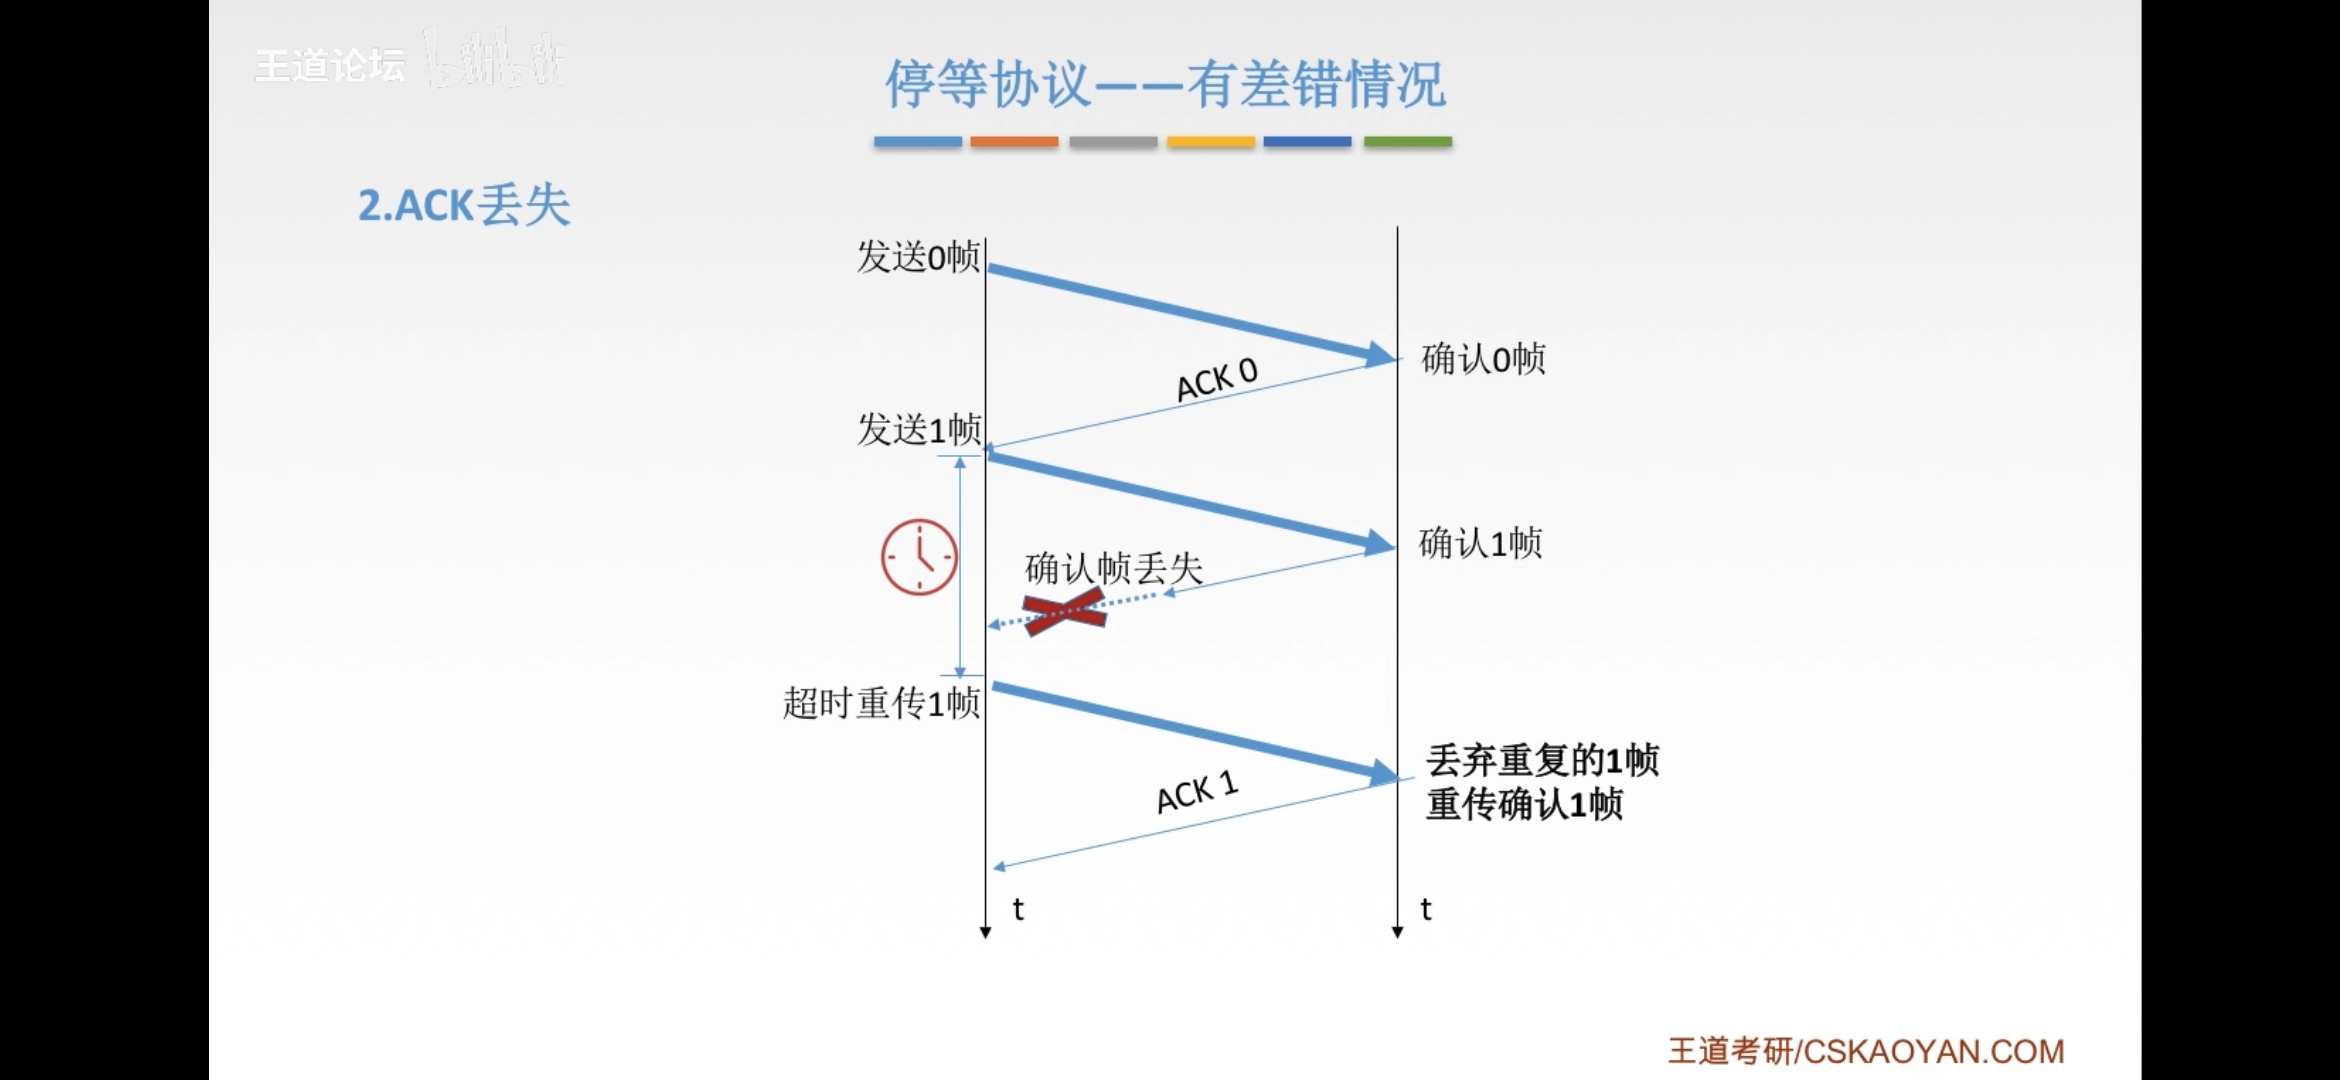 王道论坛 bilibili
停等协议——有差错情况
2.ACK丢失
发送0帧
确认0帧
ACK 0
发送1帧
确认1帧
确认帧丢失
超时重传1帧
丢弃重复的1帧
重传确认1帧
ACK 1
t
t
王道考研/CSKAOYAN.COM